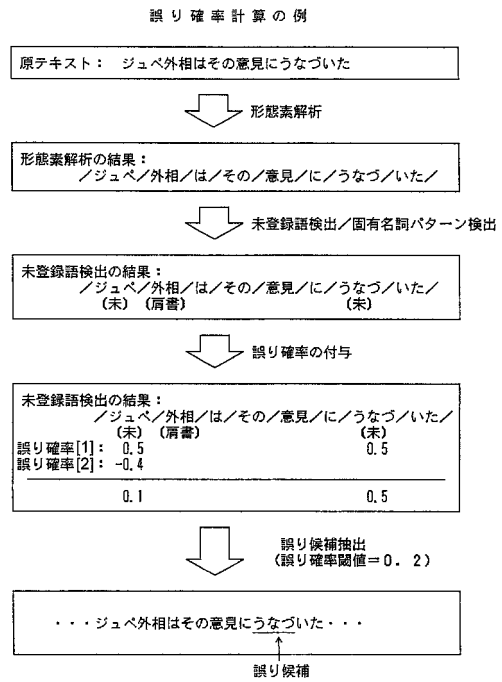 誤り確率計算の例
原テキスト： ジュペ外相はその意見にうなづいた
形態素解析
形態素解析の結果：
／ジュペ／外相／は／その／意見／に／うなづ／いた／
未登録語検出／固有名詞パターン検出
未登録語検出の結果：
／ジュペ／外相／は／その／意見／に／うなづ／いた／
（未）（肩書） （未）
誤り確率の付与
未登録語検出の結果：
／ジュペ／外相／は／その／意見／に／うなづ／いた／
（未）（肩書） （未）
誤り確率[1]： 0.5 0.5
誤り確率[2]： -0.4
0.1 0.5
誤り候補抽出
（誤り確率閾値＝０．２）
・・・ジュペ外相はその意見にうなづいた・・・
誤り候補